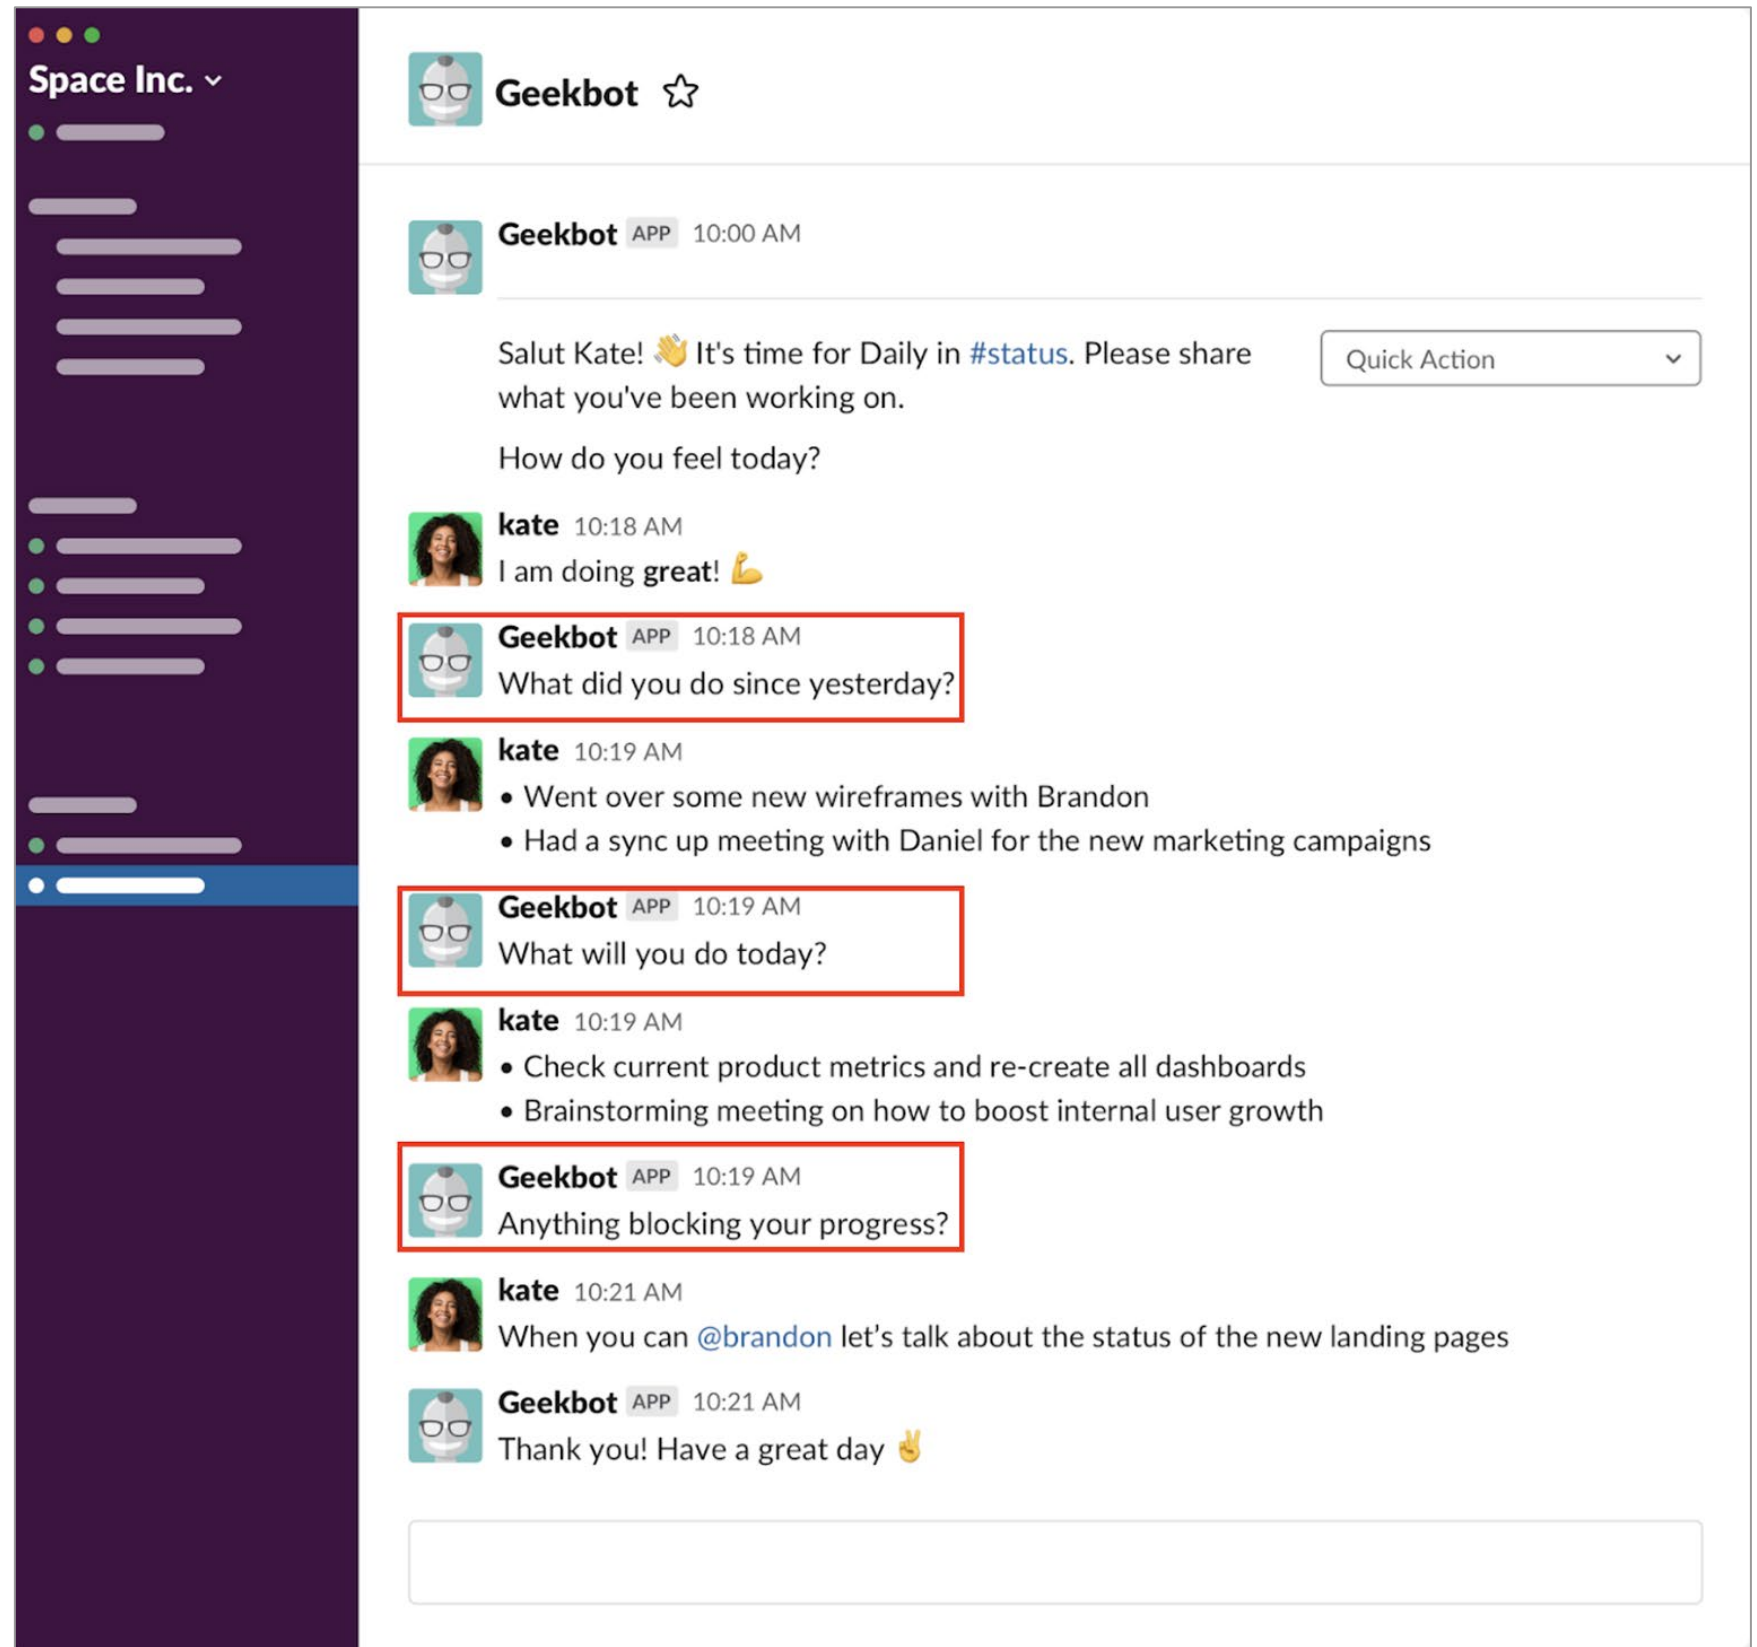 Space Inc.
Geekbot
Geekbot APP 10:00 AM
Salut Kate! 👋 It's time for Daily in #status. Please share
what you've been working on.
Quick Action
How do you feel today?
kate 10:18 AM
I am doing great! 💪
Geekbot APP 10:18 AM
What did you do since yesterday?
kate 10:19 AM
• Went over some new wireframes with Brandon
• Had a sync up meeting with Daniel for the new marketing campaigns
Geekbot APP 10:19 AM
What will you do today?
kate 10:19 AM
• Check current product metrics and re-create all dashboards
• Brainstorming meeting on how to boost internal user growth
Geekbot APP 10:19 AM
Anything blocking your progress?
kate 10:21 AM
When you can @brandon let’s talk about the status of the new landing pages
Geekbot APP 10:21 AM
Thank you! Have a great day ✌️